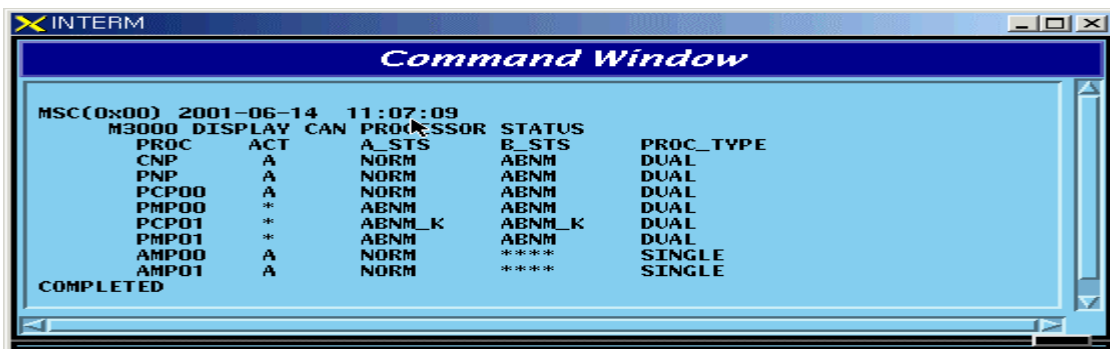 INTERM
Command Window
MSC(0x00) 2001-06-14 11:07:09
M3000 DISPLAY CAN PROCESSOR STATUS
PROC ACT A_STS B_STS PROC_TYPE
CNP A NORM ABNM DUAL
PNP A NORM ABNM DUAL
PCP00 A NORM ABNM DUAL
PMP00 * ABNM ABNM DUAL
PCP01 * ABNM_K ABNM_K DUAL
PMP01 * ABNM ABNM DUAL
AMP00 A NORM **** SINGLE
AMP01 A NORM **** SINGLE
COMPLETED